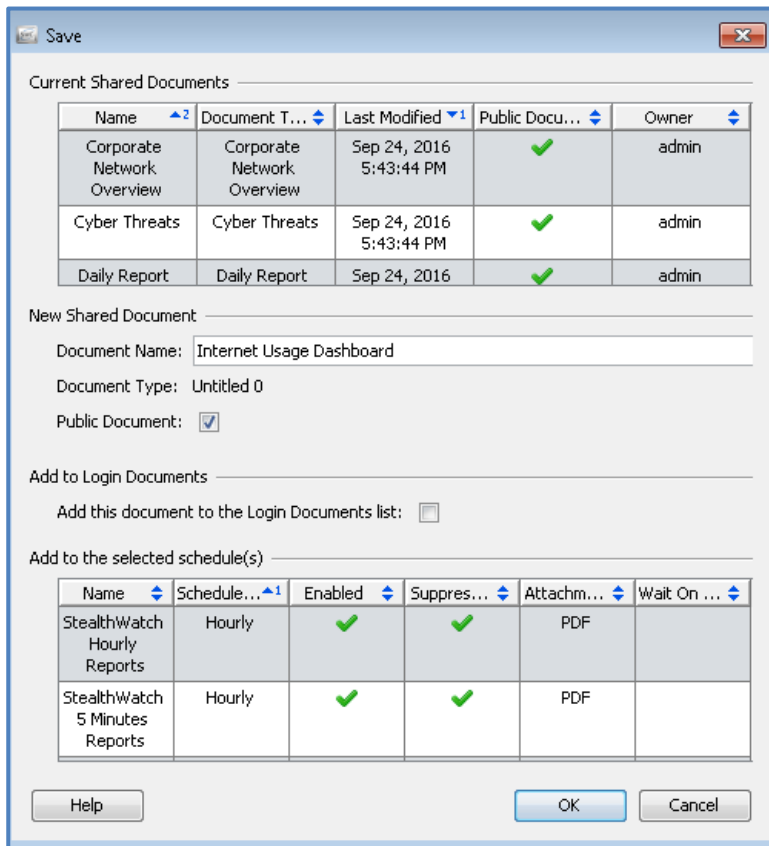 Save
Current Shared Documents
Name 2 Document T... Last Modified 1 Public Docu... Owner
Corporate Corporate Sep 24, 2016 admin
Network Network 5:43:44 PM
Overview Overview
Cyber Threats Cyber Threats Sep 24, 2016 admin
5:43:44 PM
Daily Report Daily Report Sep 24, 2016 admin
New Shared Document
Document Name: Internet Usage Dashboard
Document Type: Untitled 0
Public Document:
Add to Login Documents
Add this document to the Login Documents list:
Add to the selected schedule(s)
Name Schedule... 1 Enabled Suppres... Attachm... Wait On ...
StealthWatch Hourly PDF
Hourly
Reports
StealthWatch Hourly PDF
5 Minutes
Reports
Help OK Cancel